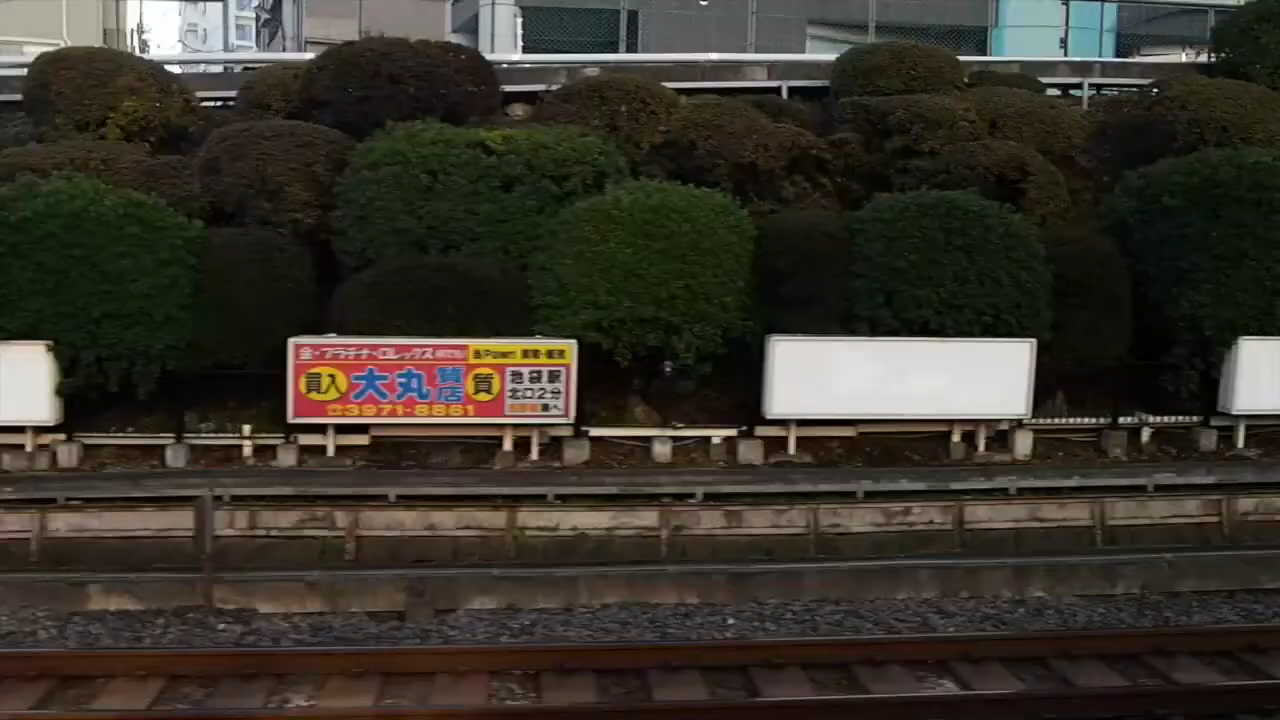 金・プラチナ・ロレックス
買入 大丸 質店 質
池袋駅
北口2分
☎3971-8861